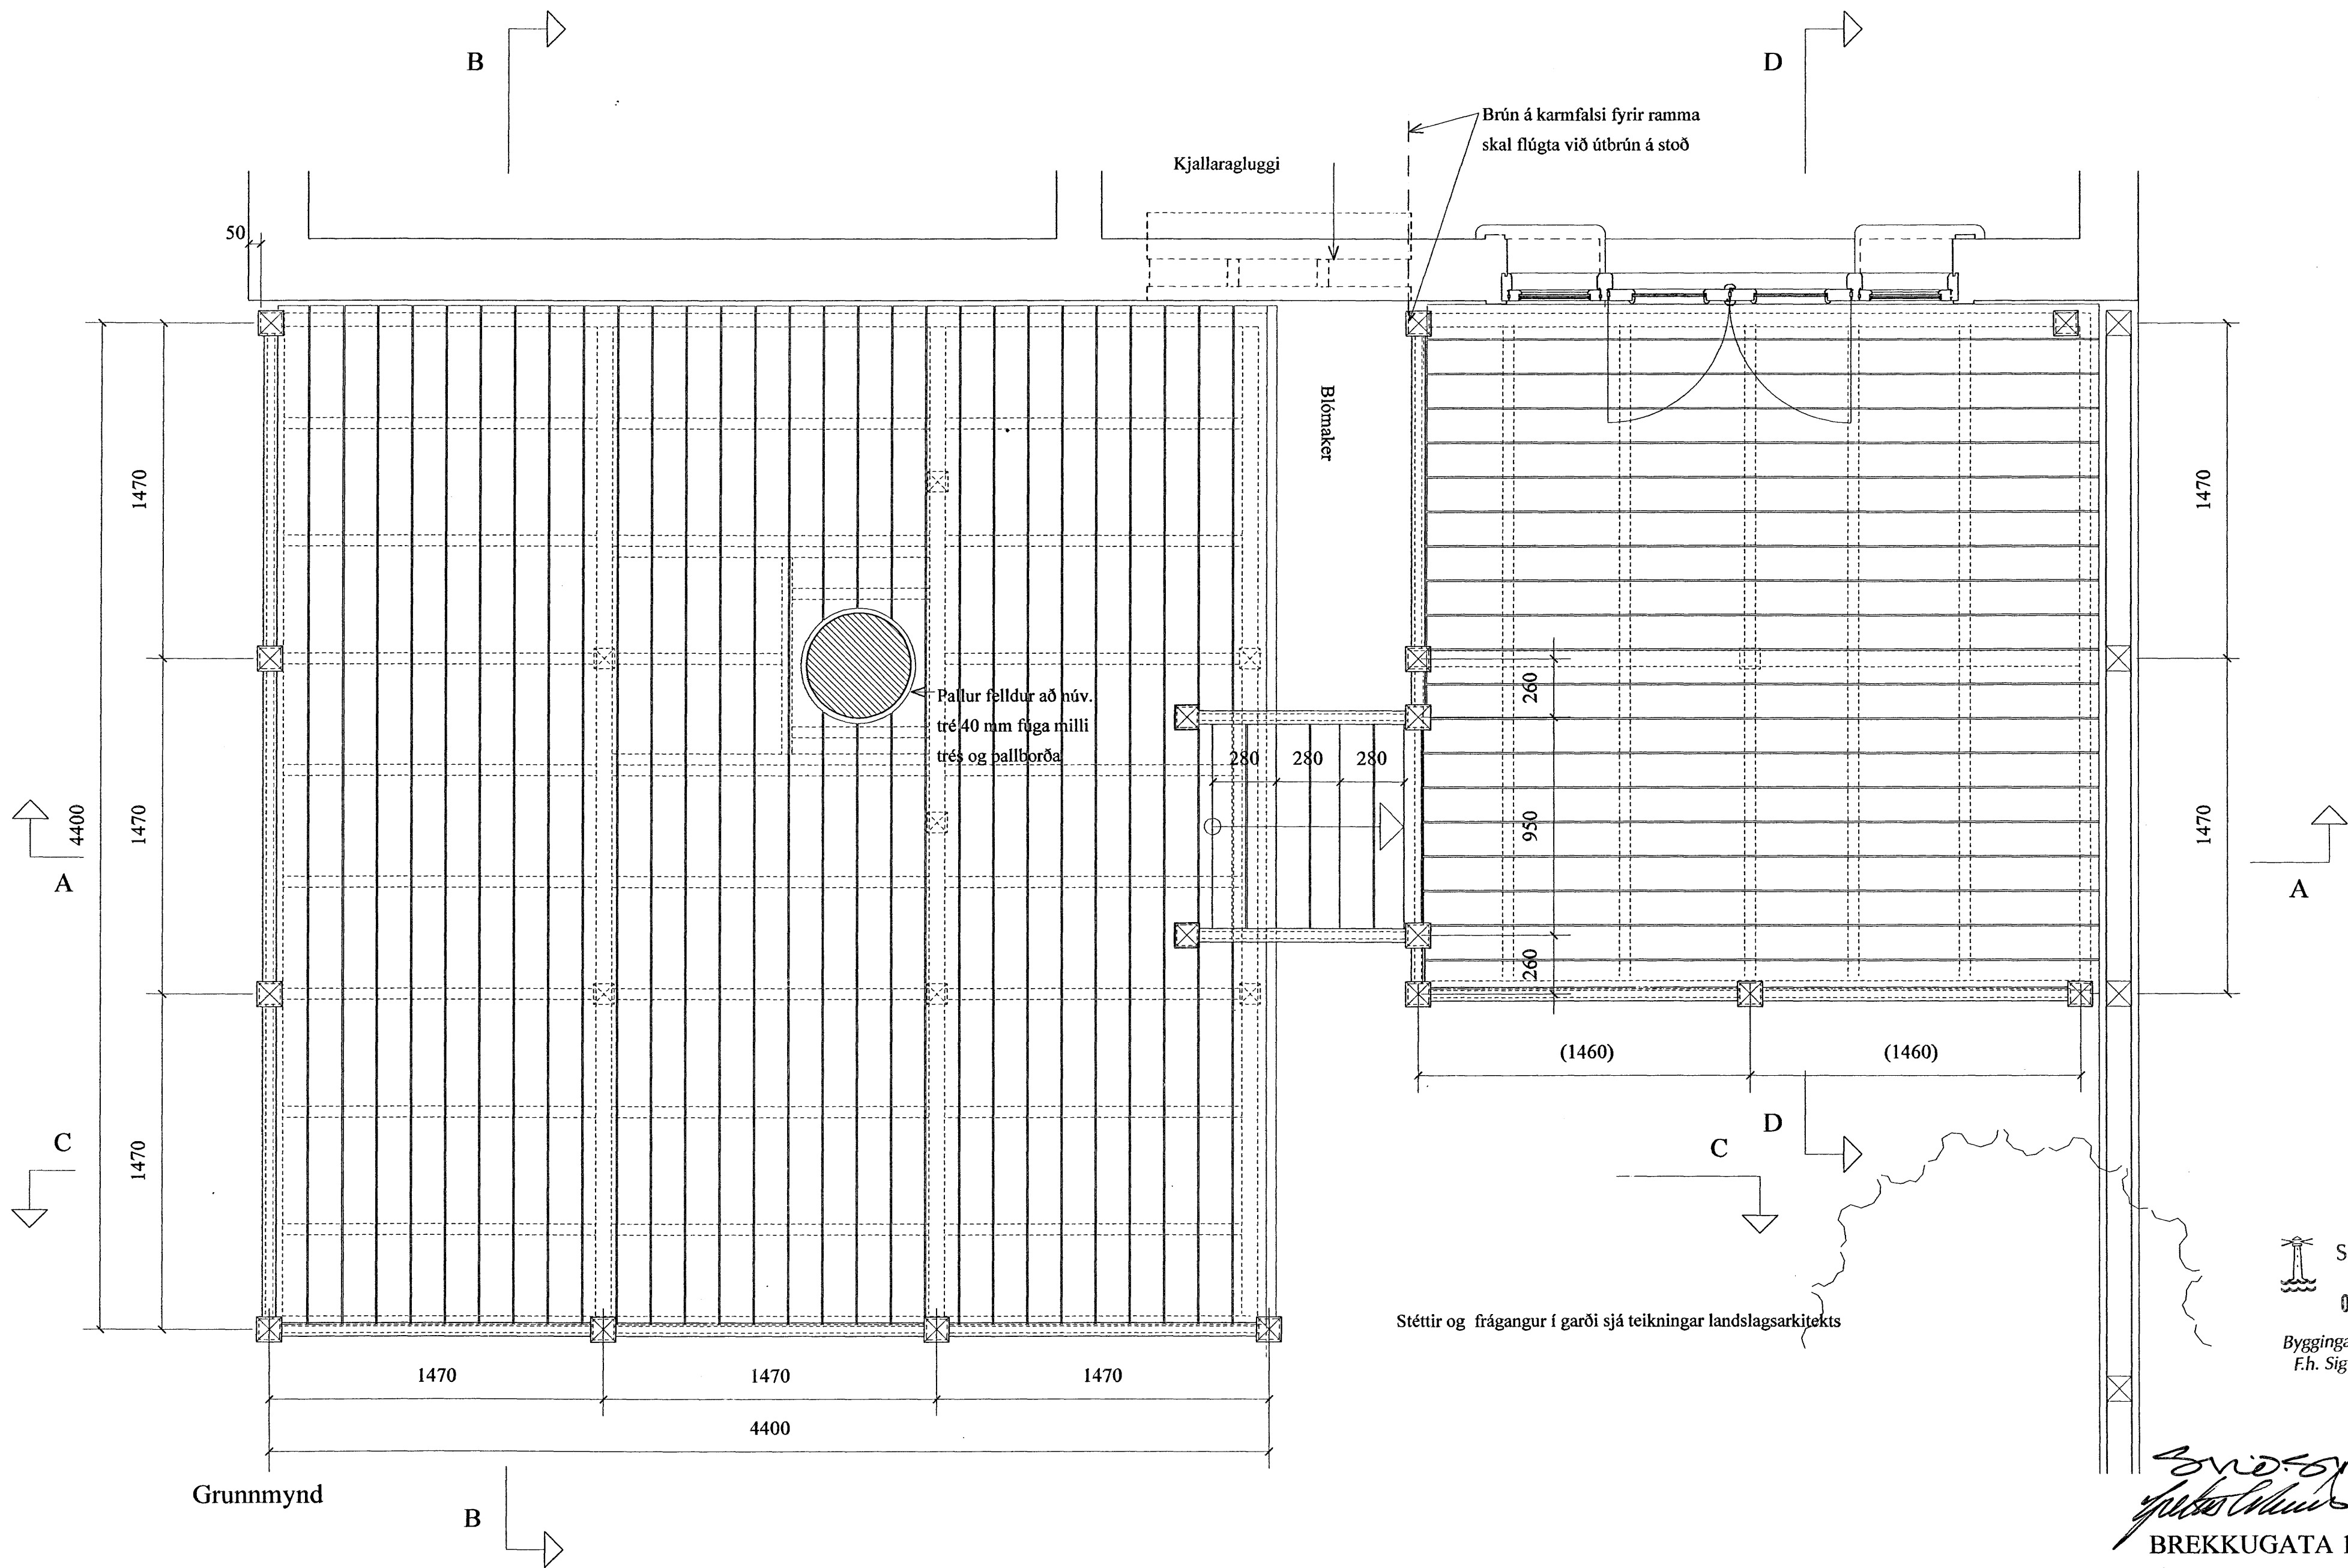 B
D
Brún á karmfalsi fyrir ramma
skal flúgta við útbrún á stoð
Kjallaragluggi
50
Blómaker
1470
1470
260
Pallur felldur að núv.
tré 40 mm fúga milli
trés og pallborða
280
280
280
4400
1470
950
1470
A
A
260
(1460)
(1460)
C
1470
D
C
Stéttir og frágangur í garði sjá teikningar landslagsarkitekts
S
F.h. Sig
1470
1470
1470
4400
Grunnmynd
B
BREKKUGATA 1